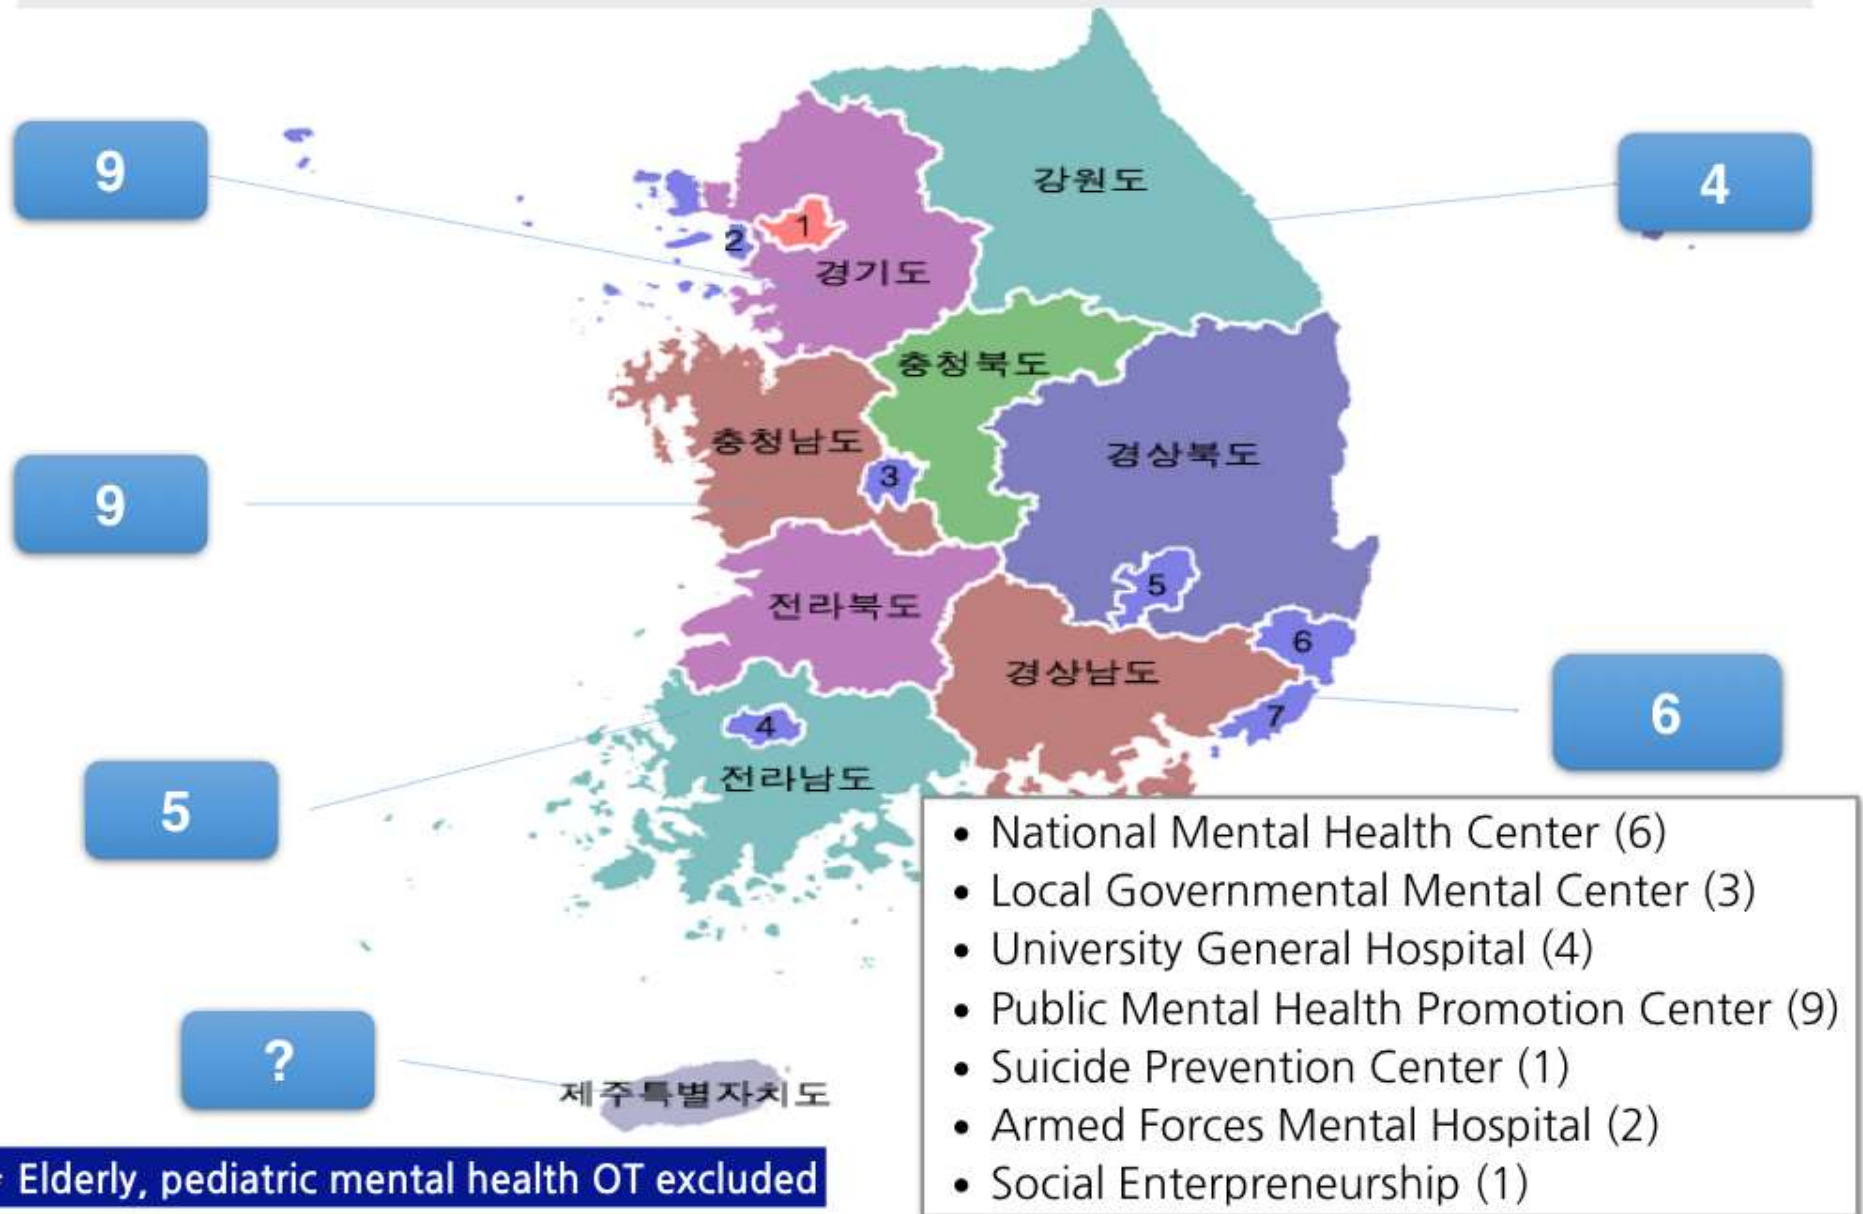 9
4
강원도
1
2
경기도
충청북도
충청남도
경상북도
3
9
5
전라북도
6
경상남도
6
7
4
전라남도
5
• National Mental Health Center (6)
• Local Governmental Mental Center (3)
• University General Hospital (4)
• Public Mental Health Promotion Center (9)
• Suicide Prevention Center (1)
• Armed Forces Mental Hospital (2)
• Social Enterpreneurship (1)
?
제주특별자치도
* Elderly, pediatric mental health OT excluded